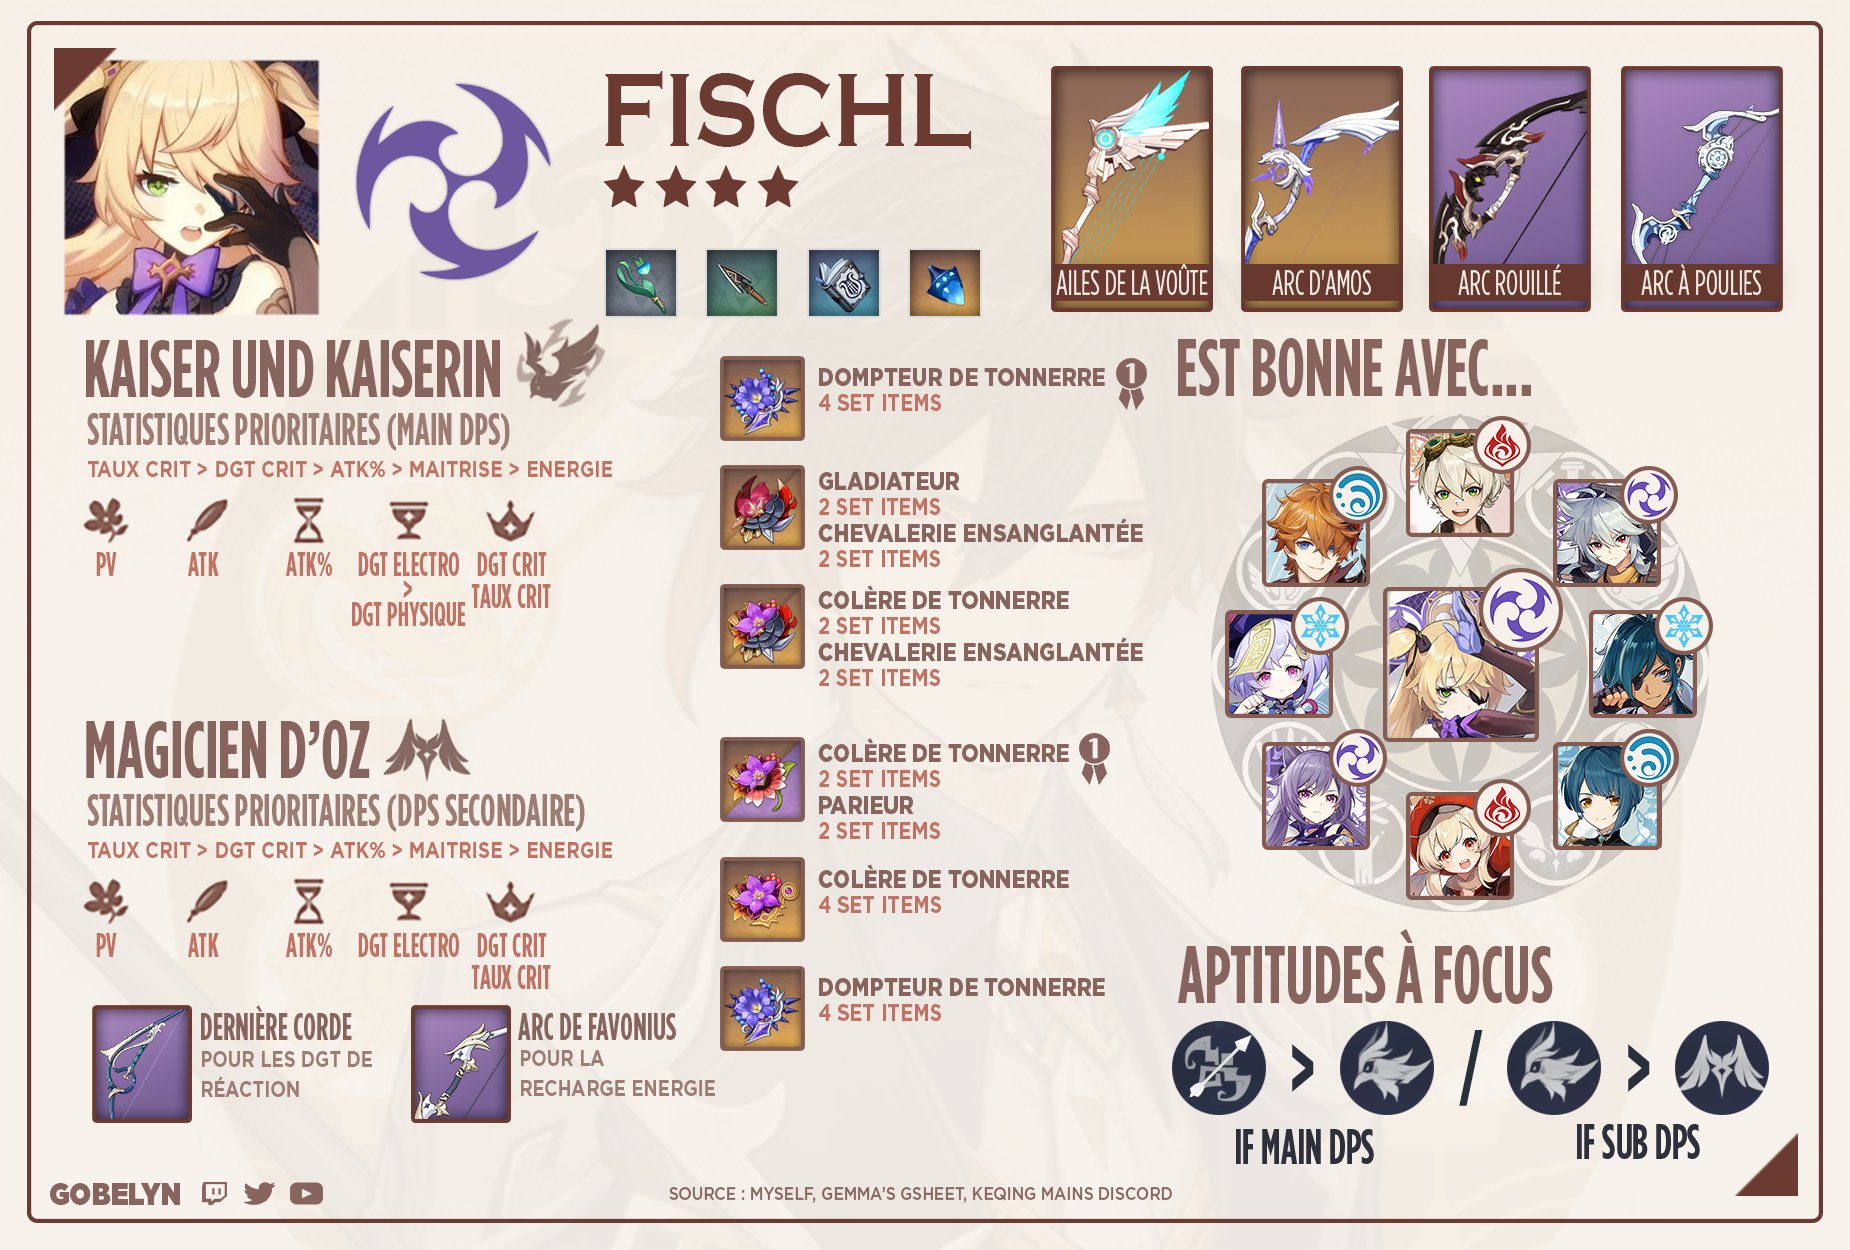 FISCHL
AILES DE LA VOÛTE
ARC D'AMOS
ARC ROUILLÉ
ARC À POULIES
KAISER UND KAISERIN
STATISTIQUES PRIORITAIRES (MAIN DPS)
TAUX CRIT > DGT CRIT > ATK% > MAITRISE > ENERGIE
PV
ATK
ATK%
DGT ELECTRO
>
DGT PHYSIQUE
DGT CRIT
TAUX CRIT
MAGICIEN D'OZ
STATISTIQUES PRIORITAIRES (DPS SECONDAIRE)
TAUX CRIT > DGT CRIT > ATK% > MAITRISE > ENERGIE
PV
ATK
ATK%
DGT ELECTRO
DGT CRIT
TAUX CRIT
DERNIÈRE CORDE
POUR LES DGT DE
RÉACTION
ARC DE FAVONIUS
POUR LA
RECHARGE ENERGIE
DOMPTEUR DE TONNERRE
1
4 SET ITEMS
GLADIATEUR
2 SET ITEMS
CHEVALERIE ENSANGLANTÉE
2 SET ITEMS
COLÈRE DE TONNERRE
2 SET ITEMS
CHEVALERIE ENSANGLANTÉE
2 SET ITEMS
COLÈRE DE TONNERRE
1
2 SET ITEMS
PARIEUR
2 SET ITEMS
COLÈRE DE TONNERRE
4 SET ITEMS
DOMPTEUR DE TONNERRE
4 SET ITEMS
EST BONNE AVEC...
APTITUDES À FOCUS
> / >
IF MAIN DPS
IF SUB DPS
GOBELYN
SOURCE : MYSELF, GEMMA'S GSHEET, KEQING MAINS DISCORD